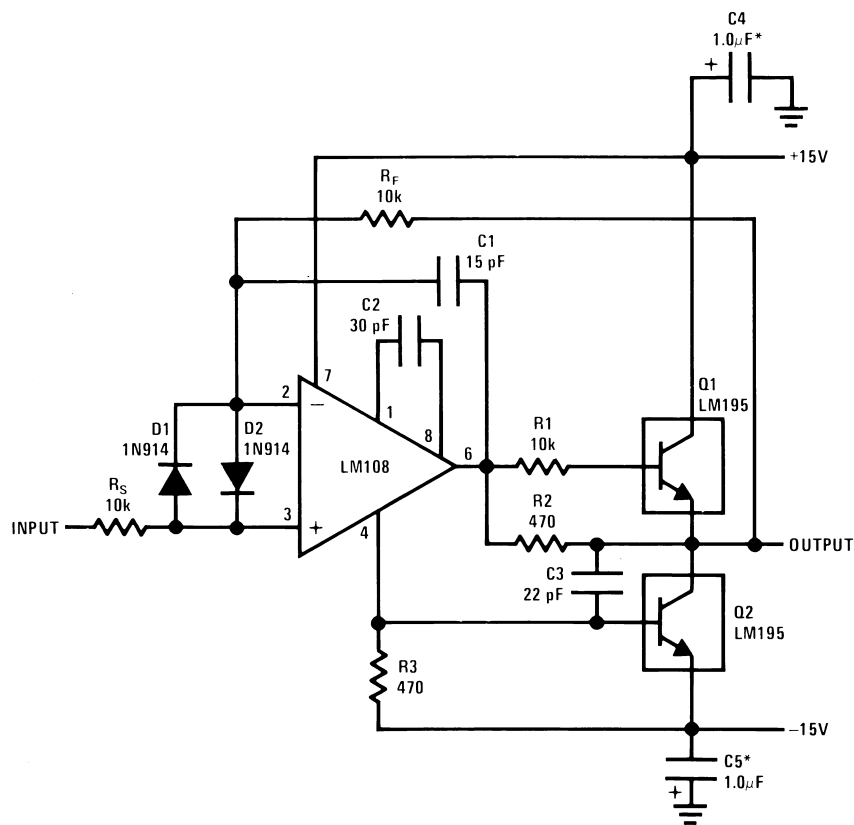 C4
1.0μF*
+
+15V
R_F
10k
C1
15 pF
C2
30 pF
7
Q1
LM195
2
−
1
D1
1N914
D2
1N914
8
R1
10k
6
LM108
R_S
10k
R2
470
INPUT
3
+
4
OUTPUT
C3
22 pF
Q2
LM195
R3
470
−15V
C5*
1.0μF
+